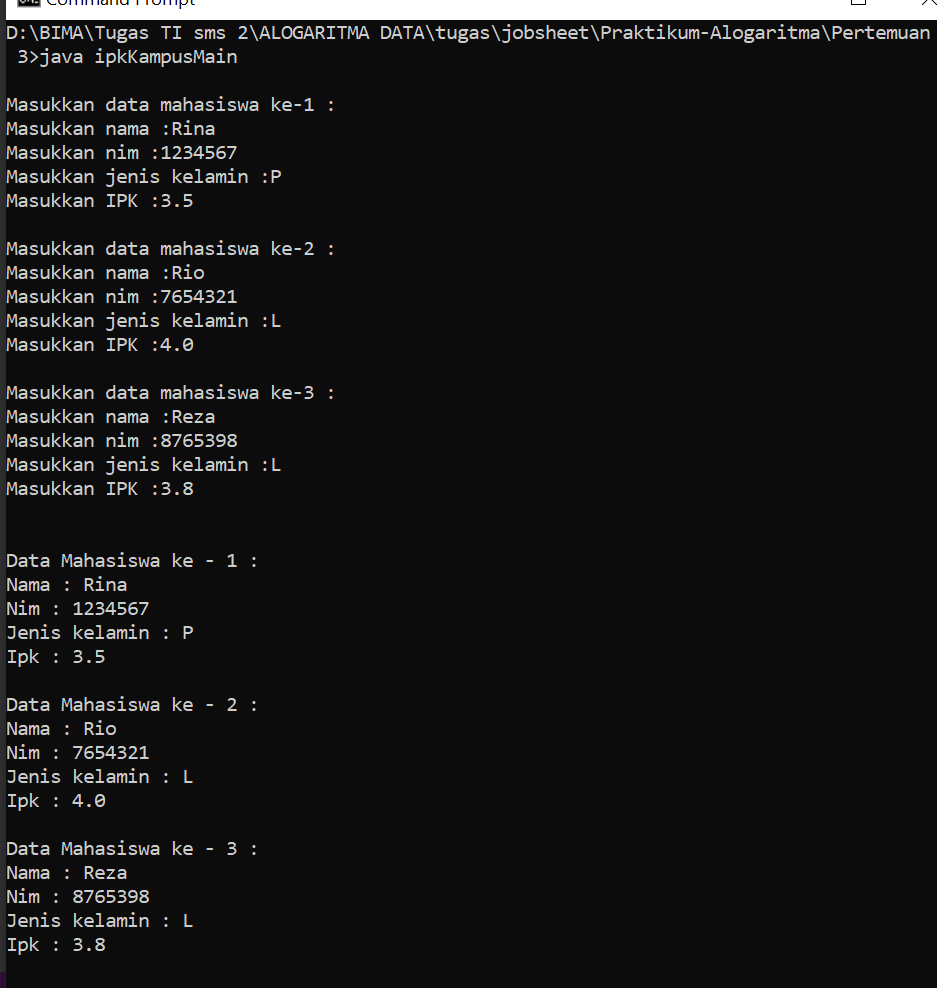 Command Prompt
D:\BIMA\Tugas TI sms 2\ALOGARITMA DATA\tugas\jobsheet\Praktikum-Alogaritma\Pertemuan
3>java ipkKampusMain
Masukkan data mahasiswa ke-1 :
Masukkan nama :Rina
Masukkan nim :1234567
Masukkan jenis kelamin :P
Masukkan IPK :3.5
Masukkan data mahasiswa ke-2 :
Masukkan nama :Rio
Masukkan nim :7654321
Masukkan jenis kelamin :L
Masukkan IPK :4.0
Masukkan data mahasiswa ke-3 :
Masukkan nama :Reza
Masukkan nim :8765398
Masukkan jenis kelamin :L
Masukkan IPK :3.8
Data Mahasiswa ke - 1 :
Nama : Rina
Nim : 1234567
Jenis kelamin : P
Ipk : 3.5
Data Mahasiswa ke - 2 :
Nama : Rio
Nim : 7654321
Jenis kelamin : L
Ipk : 4.0
Data Mahasiswa ke - 3 :
Nama : Reza
Nim : 8765398
Jenis kelamin : L
Ipk : 3.8